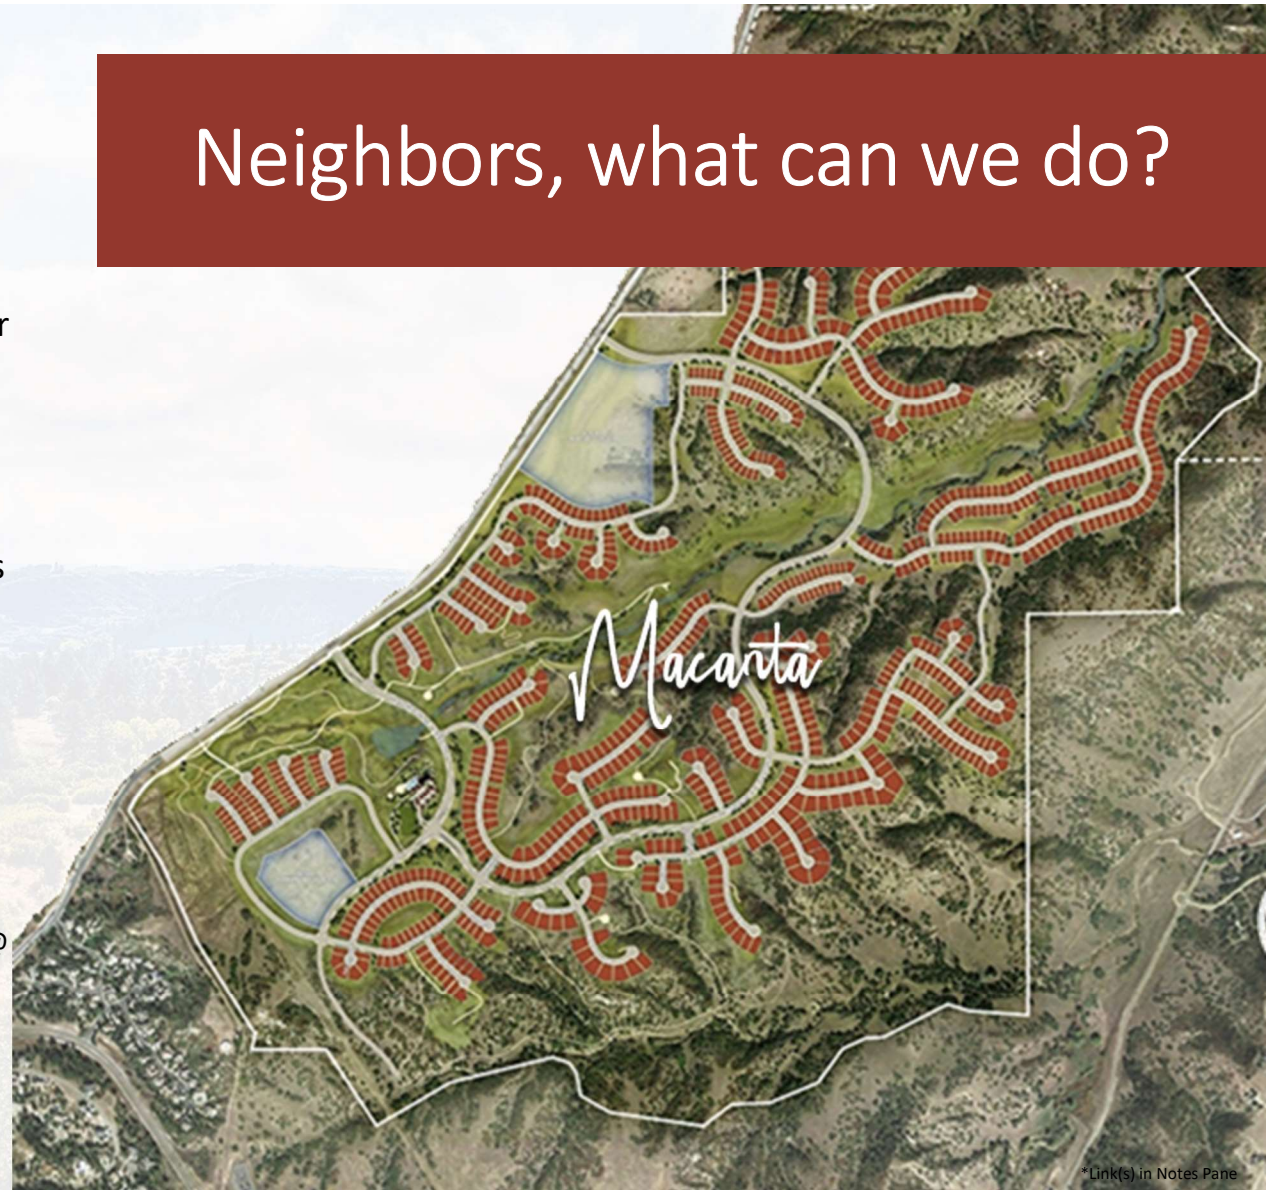 Neighbors, what can we do?
r
s
Macanta
o
*Link(s) in Notes Pane